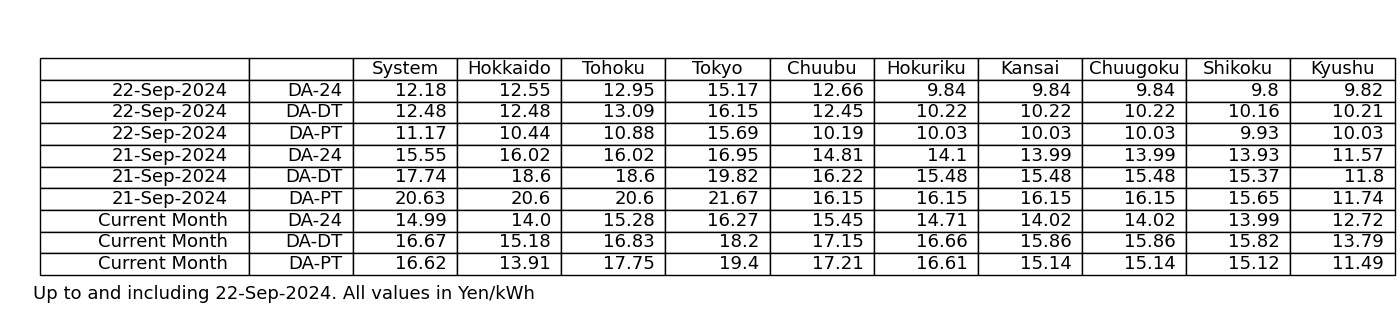 System Hokkaido Tohoku Tokyo Chuubu Hokuriku Kansai Chuugoku Shikoku Kyushu
22-Sep-2024 DA-24 12.18 12.55 12.95 15.17 12.66 9.84 9.84 9.84 9.8 9.82
22-Sep-2024 DA-DT 12.48 12.48 13.09 16.15 12.45 10.22 10.22 10.22 10.16 10.21
22-Sep-2024 DA-PT 11.17 10.44 10.88 15.69 10.19 10.03 10.03 10.03 9.93 10.03
21-Sep-2024 DA-24 15.55 16.02 16.02 16.95 14.81 14.1 13.99 13.99 13.93 11.57
21-Sep-2024 DA-DT 17.74 18.6 18.6 19.82 16.22 15.48 15.48 15.48 15.37 11.8
21-Sep-2024 DA-PT 20.63 20.6 20.6 21.67 16.15 16.15 16.15 16.15 15.65 11.74
Current Month DA-24 14.99 14.0 15.28 16.27 15.45 14.71 14.02 14.02 13.99 12.72
Current Month DA-DT 16.67 15.18 16.83 18.2 17.15 16.66 15.86 15.86 15.82 13.79
Current Month DA-PT 16.62 13.91 17.75 19.4 17.21 16.61 15.14 15.14 15.12 11.49
Up to and including 22-Sep-2024. All values in Yen/kWh